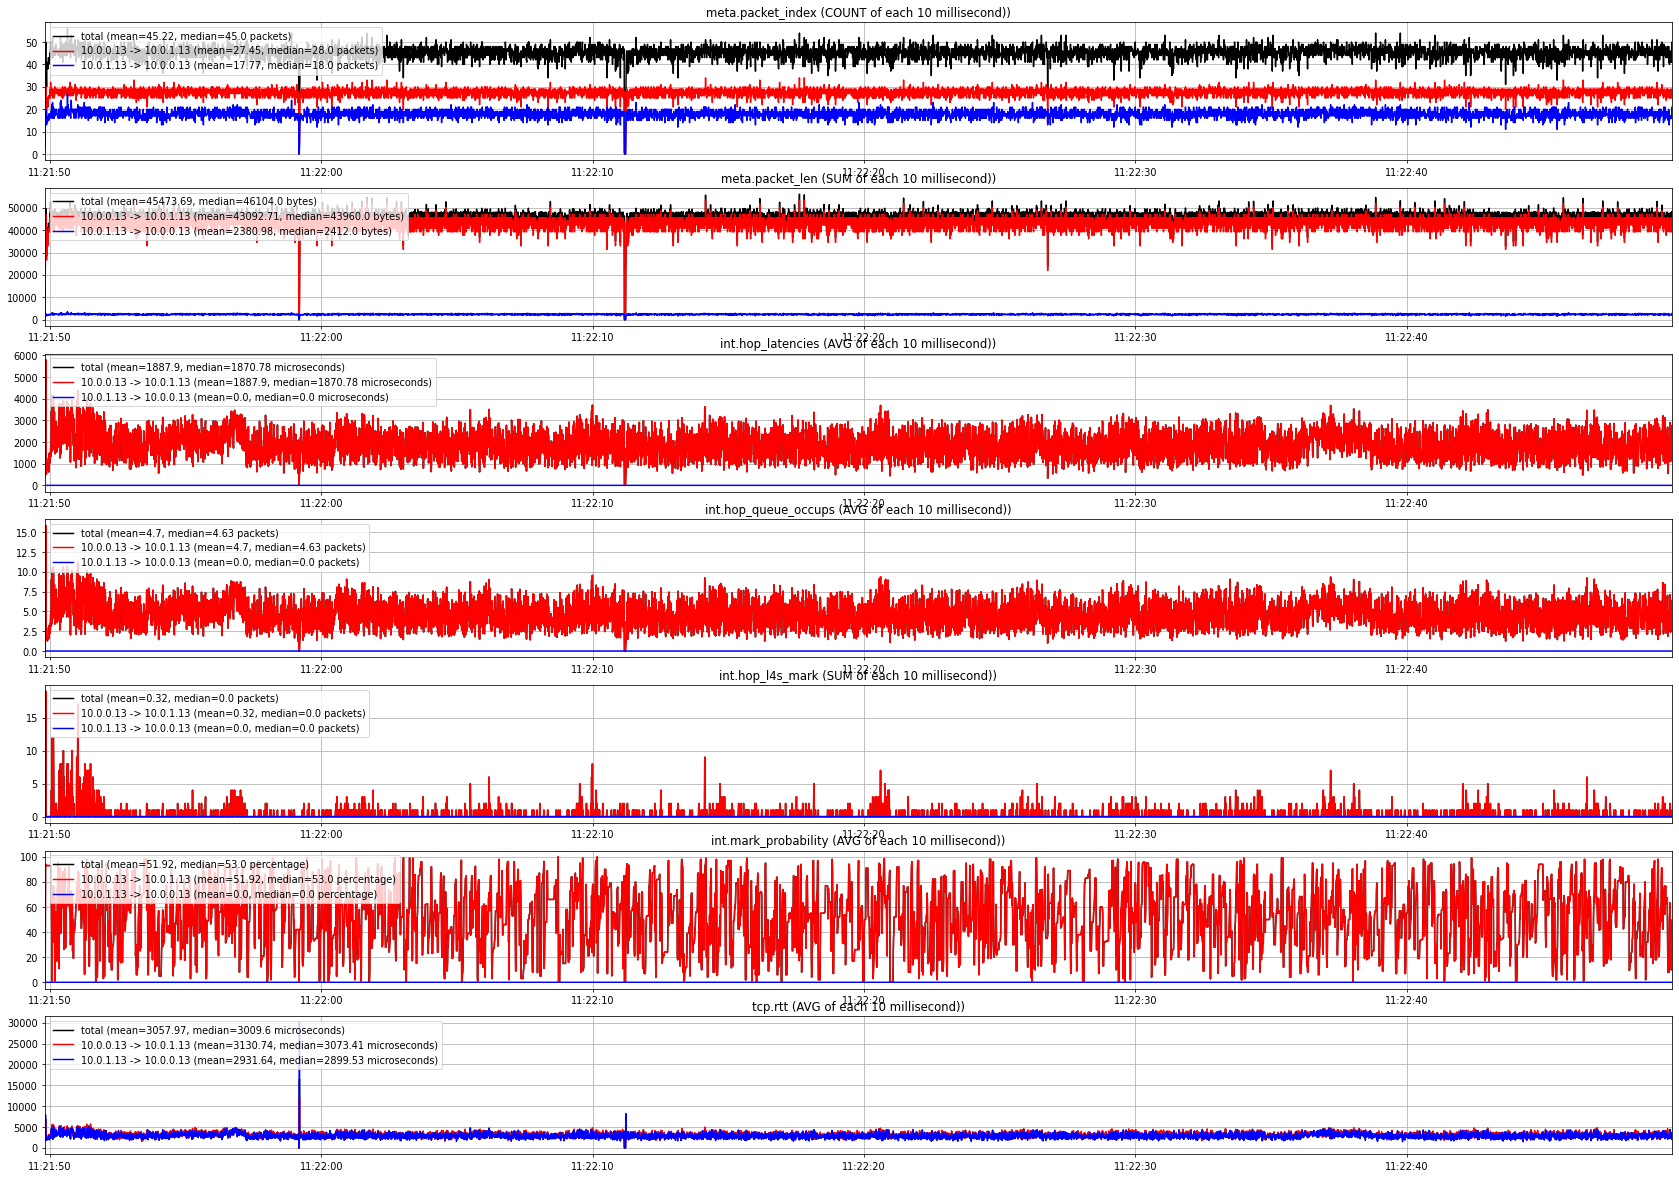 meta.packet_index (COUNT of each 10 millisecond))
total (mean=45.22, median=45.0 packets)
10.0.0.13 -> 10.0.1.13 (mean=27.45, median=28.0 packets)
10.0.1.13 -> 10.0.0.13 (mean=17.77, median=18.0 packets)
50
40
30
20
10
0
11:21:50 11:22:00 11:22:10 11:22:20 11:22:30 11:22:40
meta.packet_len (SUM of each 10 millisecond))
total (mean=45473.69, median=46104.0 bytes)
10.0.0.13 -> 10.0.1.13 (mean=43092.71, median=43960.0 bytes)
10.0.1.13 -> 10.0.0.13 (mean=2380.98, median=2412.0 bytes)
50000
40000
30000
20000
10000
0
11:21:50 11:22:00 11:22:10 11:22:20 11:22:30 11:22:40
int.hop_latencies (AVG of each 10 millisecond))
total (mean=1887.9, median=1870.78 microseconds)
10.0.0.13 -> 10.0.1.13 (mean=1887.9, median=1870.78 microseconds)
10.0.1.13 -> 10.0.0.13 (mean=0.0, median=0.0 microseconds)
6000
5000
4000
3000
2000
1000
0
11:21:50 11:22:00 11:22:10 11:22:20 11:22:30 11:22:40
int.hop_queue_occups (AVG of each 10 millisecond))
total (mean=4.7, median=4.63 packets)
10.0.0.13 -> 10.0.1.13 (mean=4.7, median=4.63 packets)
10.0.1.13 -> 10.0.0.13 (mean=0.0, median=0.0 packets)
15.0
12.5
10.0
7.5
5.0
2.5
0.0
11:21:50 11:22:00 11:22:10 11:22:20 11:22:30 11:22:40
int.hop_l4s_mark (SUM of each 10 millisecond))
total (mean=0.32, median=0.0 packets)
10.0.0.13 -> 10.0.1.13 (mean=0.32, median=0.0 packets)
10.0.1.13 -> 10.0.0.13 (mean=0.0, median=0.0 packets)
15
10
5
0
11:21:50 11:22:00 11:22:10 11:22:20 11:22:30 11:22:40
int.mark_probability (AVG of each 10 millisecond))
total (mean=51.92, median=53.0 percentage)
10.0.0.13 -> 10.0.1.13 (mean=51.92, median=53.0 percentage)
10.0.1.13 -> 10.0.0.13 (mean=0.0, median=0.0 percentage)
100
80
60
40
20
0
11:21:50 11:22:00 11:22:10 11:22:20 11:22:30 11:22:40
tcp.rtt (AVG of each 10 millisecond))
total (mean=3057.97, median=3009.6 microseconds)
10.0.0.13 -> 10.0.1.13 (mean=3130.74, median=3073.41 microseconds)
10.0.1.13 -> 10.0.0.13 (mean=2931.64, median=2899.53 microseconds)
30000
25000
20000
15000
10000
5000
0
11:21:50 11:22:00 11:22:10 11:22:20 11:22:30 11:22:40